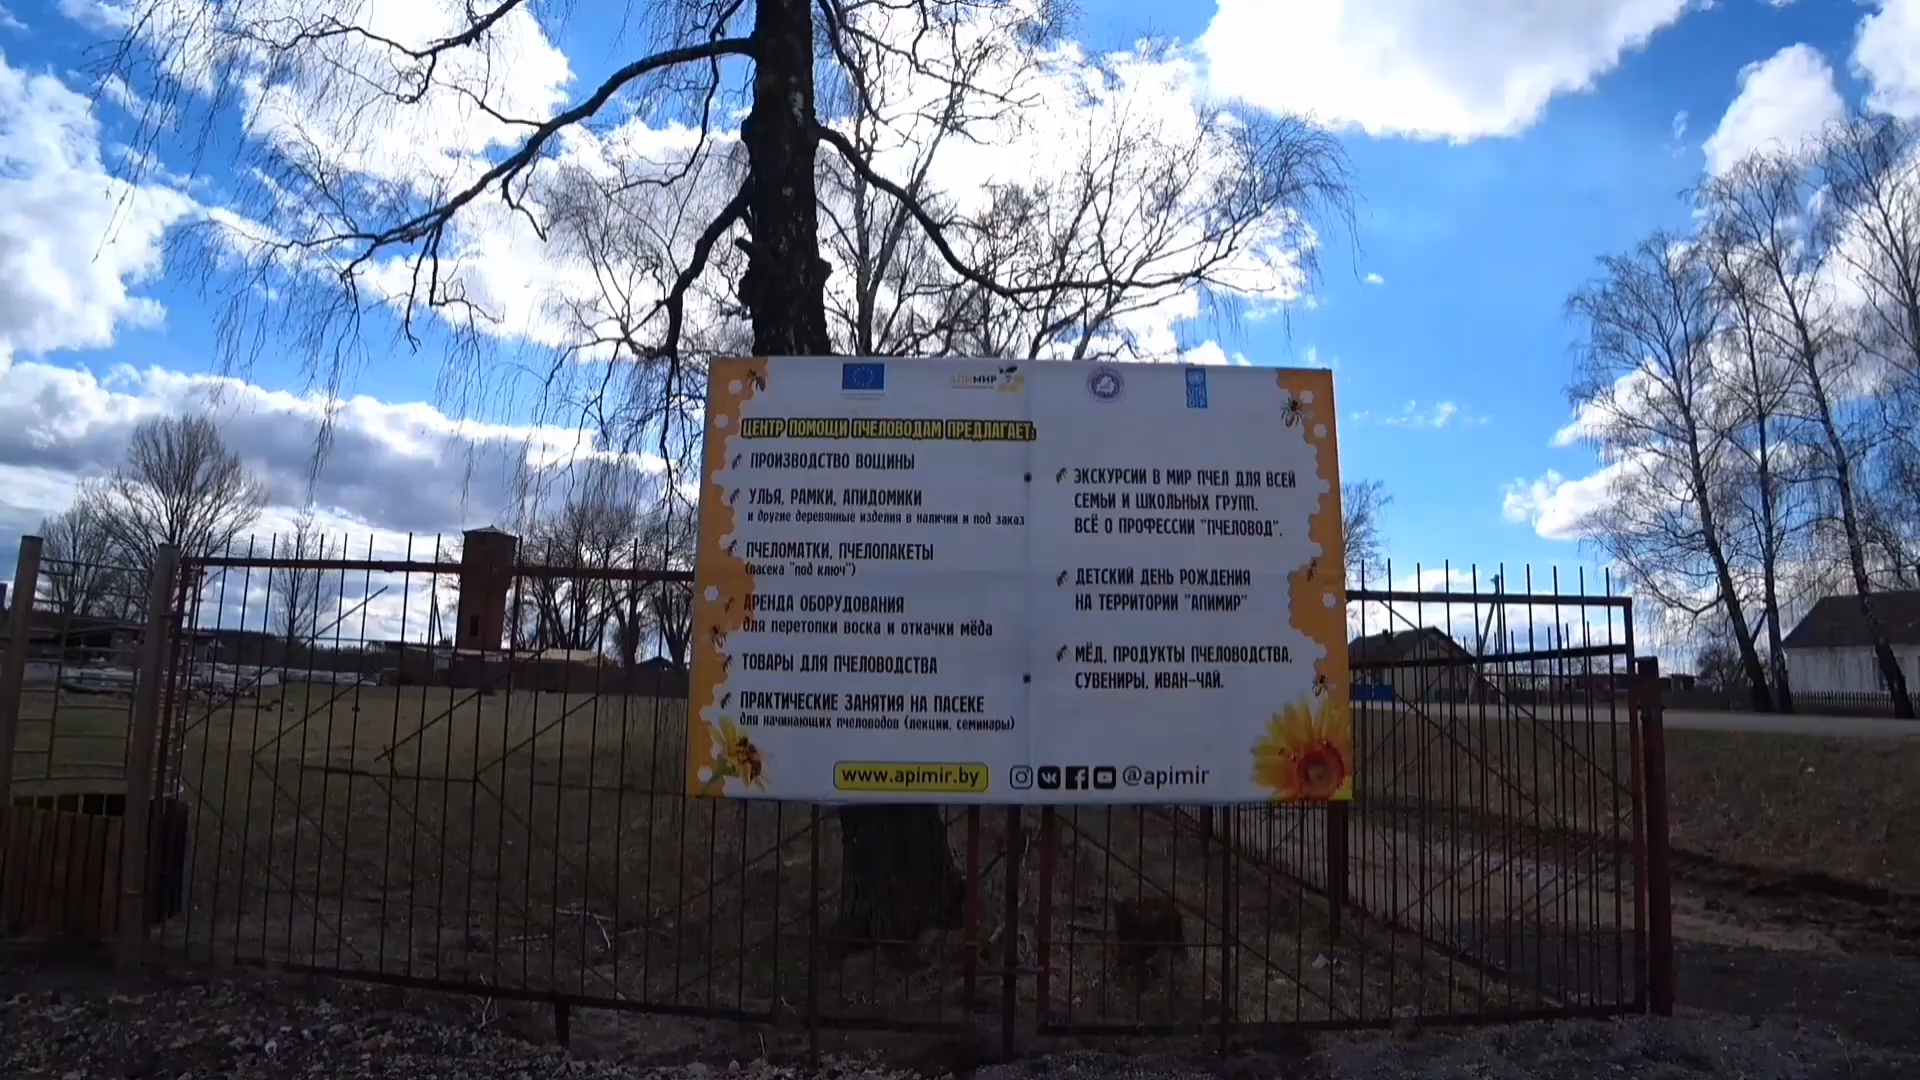 АПИМИР
ЦЕНТР ПОМОЩИ ПЧЕЛОВОДАМ ПРЕДЛАГАЕТ:
ПРОИЗВОДСТВО ВОЩИНЫ
УЛЬЯ, РАМКИ, АПИДОМИКИ
и другие деревянные изделия в наличии и под заказ
ПЧЕЛОМАТКИ, ПЧЕЛОПАКЕТЫ
(пасека "под ключ")
АРЕНДА ОБОРУДОВАНИЯ
для перетопки воска и откачки мёда
ТОВАРЫ ДЛЯ ПЧЕЛОВОДСТВА
ПРАКТИЧЕСКИЕ ЗАНЯТИЯ НА ПАСЕКЕ
для начинающих пчеловодов (лекции, семинары)
ЭКСКУРСИИ В МИР ПЧЕЛ ДЛЯ ВСЕЙ
СЕМЬИ И ШКОЛЬНЫХ ГРУПП.
ВСЁ О ПРОФЕССИИ "ПЧЕЛОВОД".
ДЕТСКИЙ ДЕНЬ РОЖДЕНИЯ
НА ТЕРРИТОРИИ "АПИМИР"
МЁД, ПРОДУКТЫ ПЧЕЛОВОДСТВА,
СУВЕНИРЫ, ИВАН-ЧАЙ.
www.apimir.by
@apimir